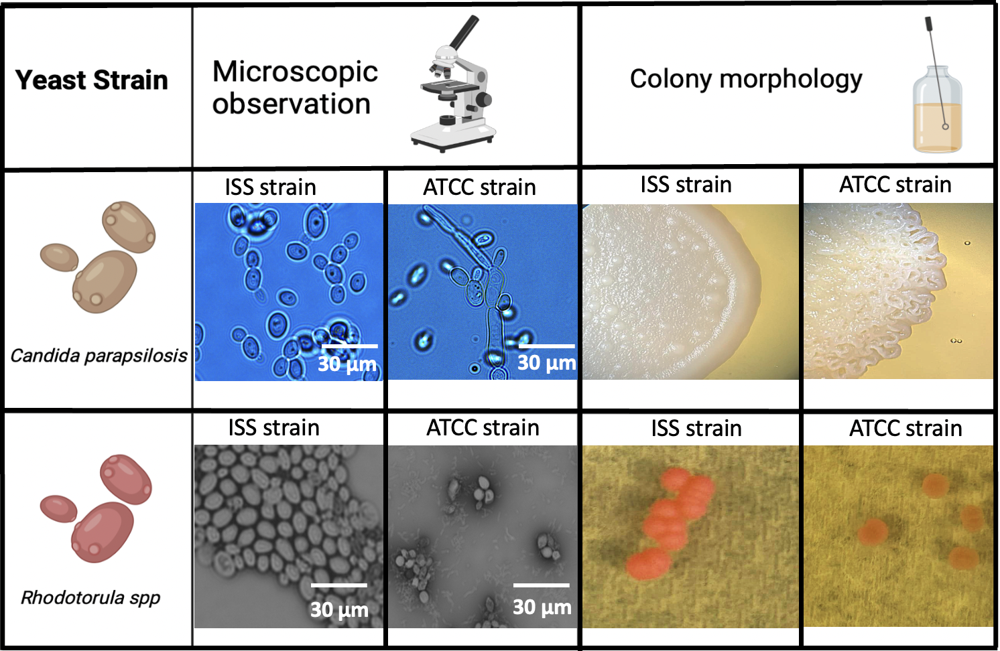 Yeast Strain
Microscopic
observation
Colony morphology
ISS strain
ATCC strain
ISS strain
ATCC strain
Candida parapsilosis
30 µm
30 µm
ISS strain
ATCC strain
ISS strain
ATCC strain
Rhodotorula spp
30 µm
30 µm